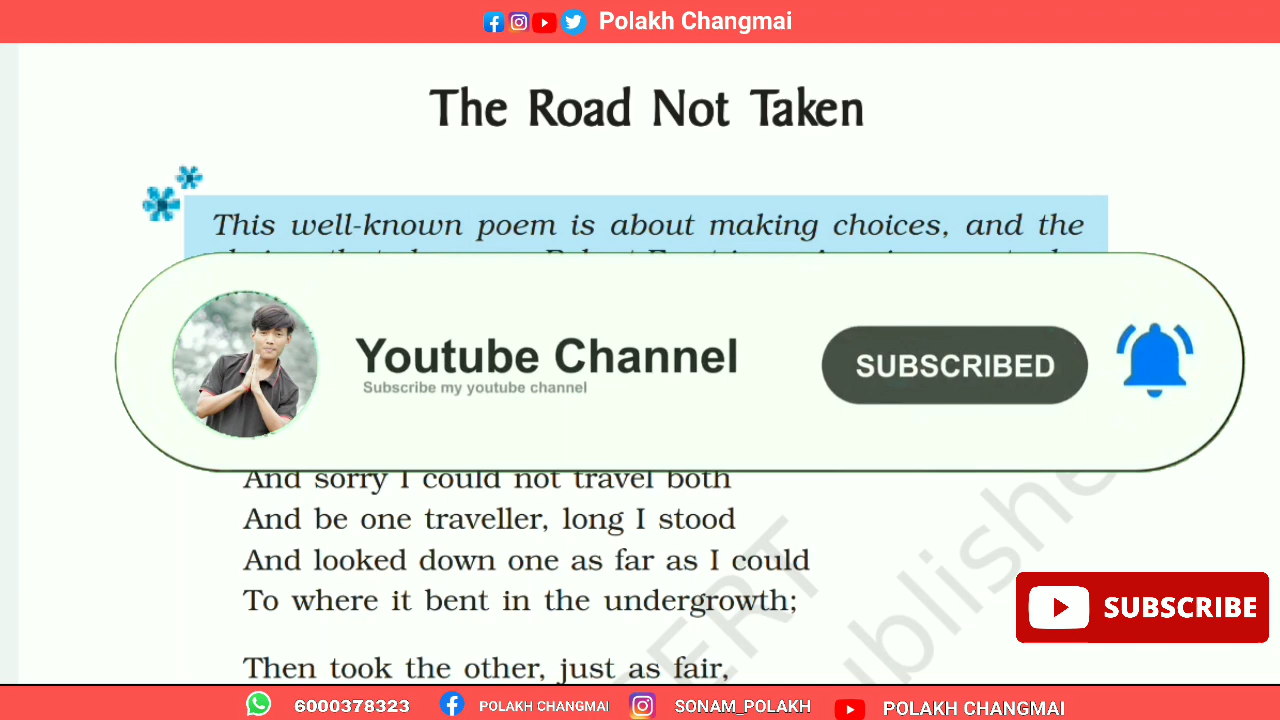 Polakh Changmai
The Road Not Taken
This well-known poem is about making choices, and the
Youtube Channel
Subscribe my youtube channel
SUBSCRIBED
And sorry I could not travel both
And be one traveller, long I stood
And looked down one as far as I could
To where it bent in the undergrowth;
SUBSCRIBE
Then took the other, just as fair,
6000378323 POLAKH CHANGMAI SONAM_POLAKH POLAKH CHANGMAI